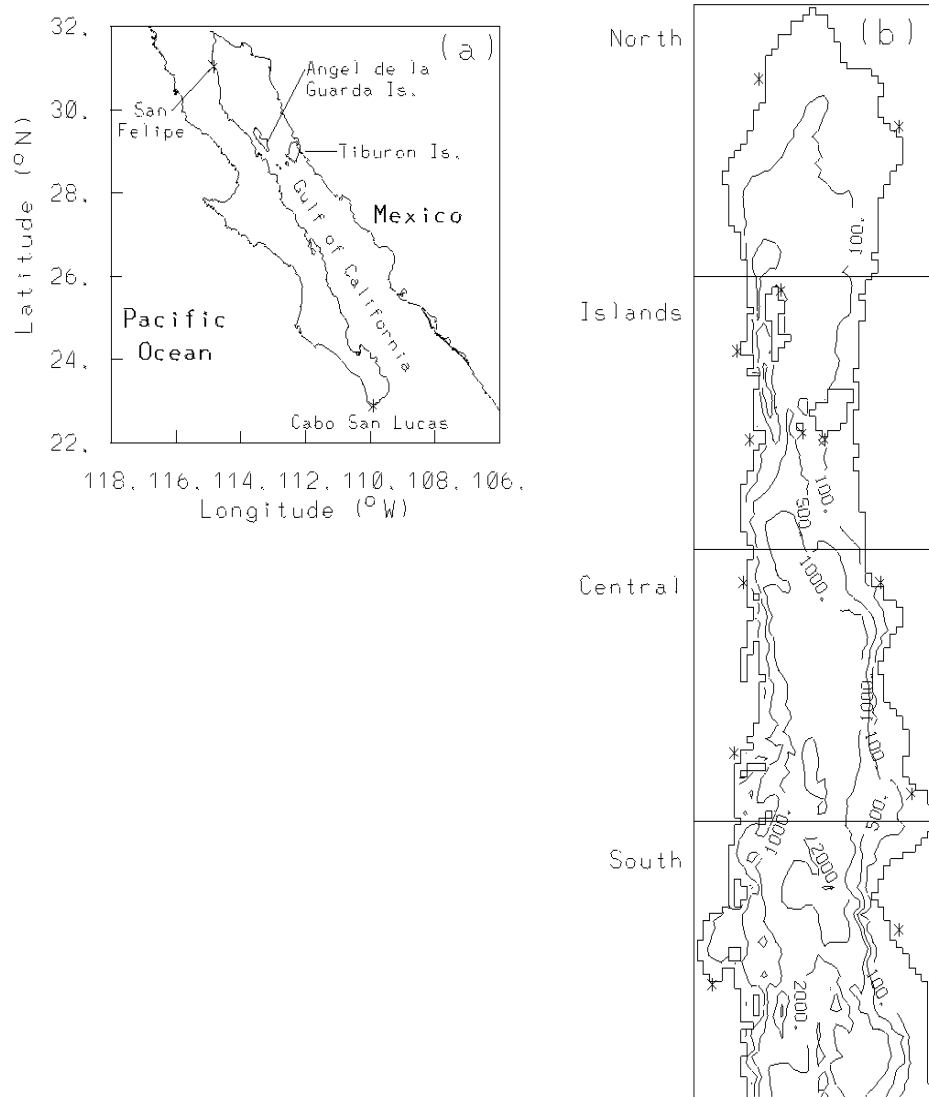 (a)
32.
30.
28.
26.
24.
22.
Latitude (°N)
118. 116. 114. 112. 110. 108. 106.
Longitude (°W)
San
Felipe
Angel de la
Guarda Is.
Tiburon Is.
Gulf of California
Mexico
Pacific
Ocean
Cabo San Lucas
(b)
North
100.
Islands
100.
500.
Central
1000.
1000.
100.
500.
1000.
South
2000.
100.
2000.